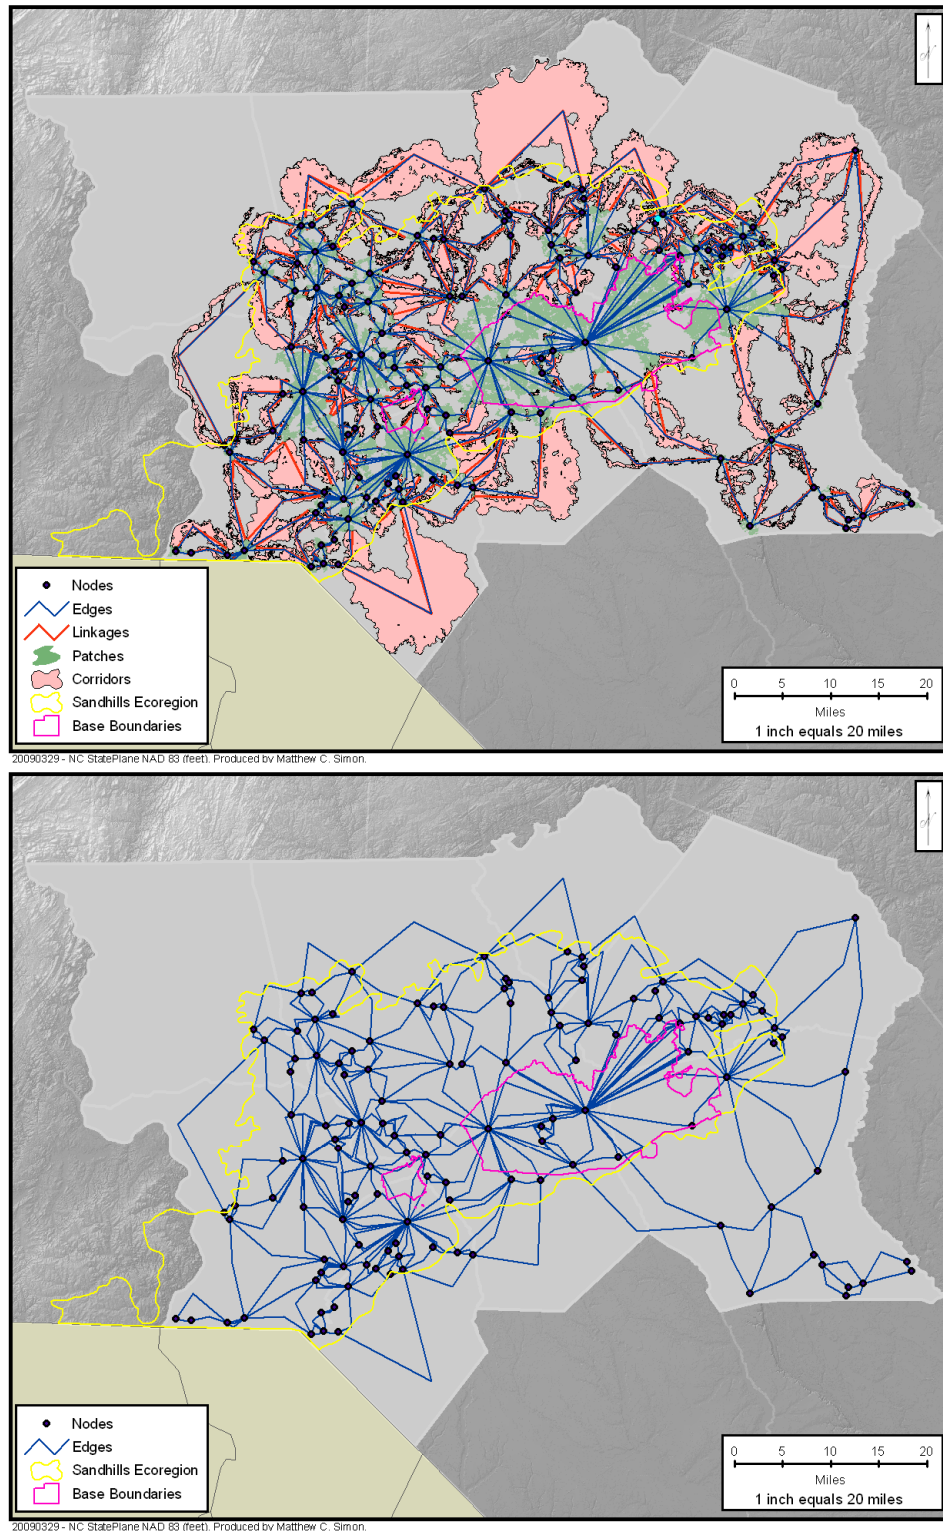 Nodes
Edges
Linkages
Patches
Corridors
Sandhills Ecoregion
Base Boundaries
0 5 10 15 20
Miles
1 inch equals 20 miles
20090329 - NC StatePlane NAD 83 (feet). Produced by Matthew C. Simon.
Nodes
Edges
Sandhills Ecoregion
Base Boundaries
0 5 10 15 20
Miles
1 inch equals 20 miles
20090329 - NC StatePlane NAD 83 (feet). Produced by Matthew C. Simon.